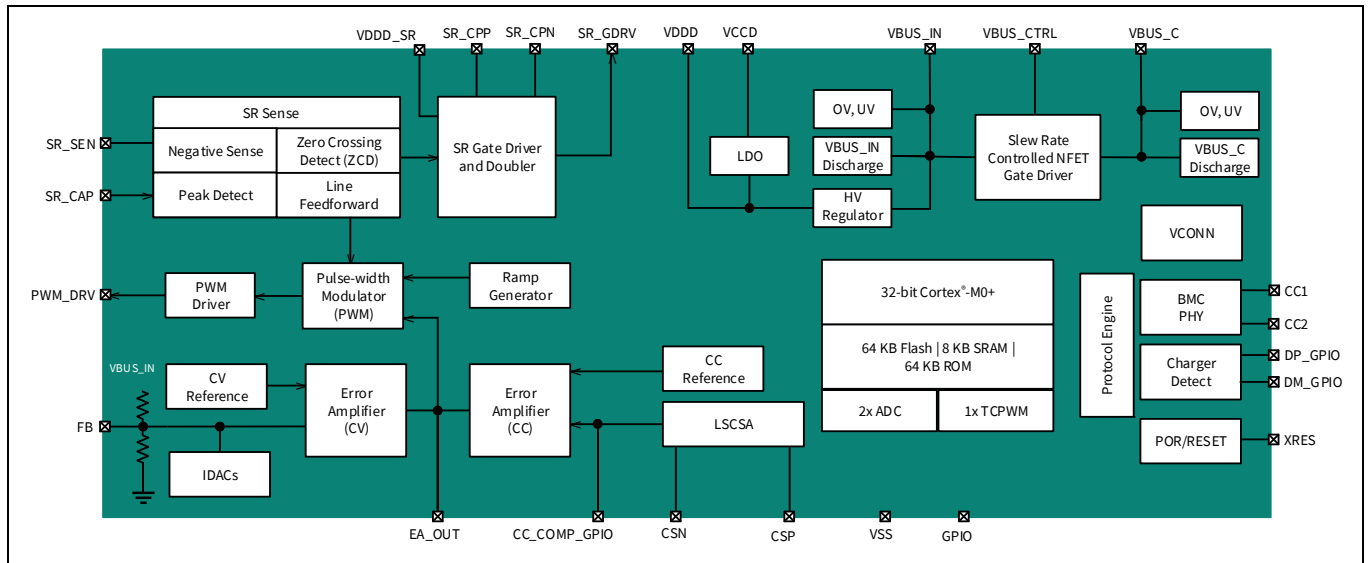 VDDD_SR
SR_CPP
SR_CPN
SR_GDRV
VDDD
VCCD
VBUS_IN
VBUS_CTRL
VBUS_C
SR_SEN
SR_CAP
SR Sense
Negative Sense
Zero Crossing
Detect (ZCD)
Peak Detect
Line
Feedforward
SR Gate Driver
and Doubler
LDO
OV, UV
VBUS_IN
Discharge
HV
Regulator
Slew Rate
Controlled NFET
Gate Driver
OV, UV
VBUS_C
Discharge
VCONN
PWM_DRV
PWM
Driver
Pulse-width
Modulator
(PWM)
Ramp
Generator
32-bit Cortex®-M0+
64 KB Flash | 8 KB SRAM |
64 KB ROM
2x ADC
1x TCPWM
Protocol Engine
BMC
PHY
CC1
CC2
Charger
Detect
DP_GPIO
DM_GPIO
POR/RESET
XRES
VBUS_IN
FB
CV
Reference
IDACs
Error
Amplifier
(CV)
Error
Amplifier
(CC)
CC
Reference
LSCSA
EA_OUT
CC_COMP_GPIO
CSN
CSP
VSS
GPIO